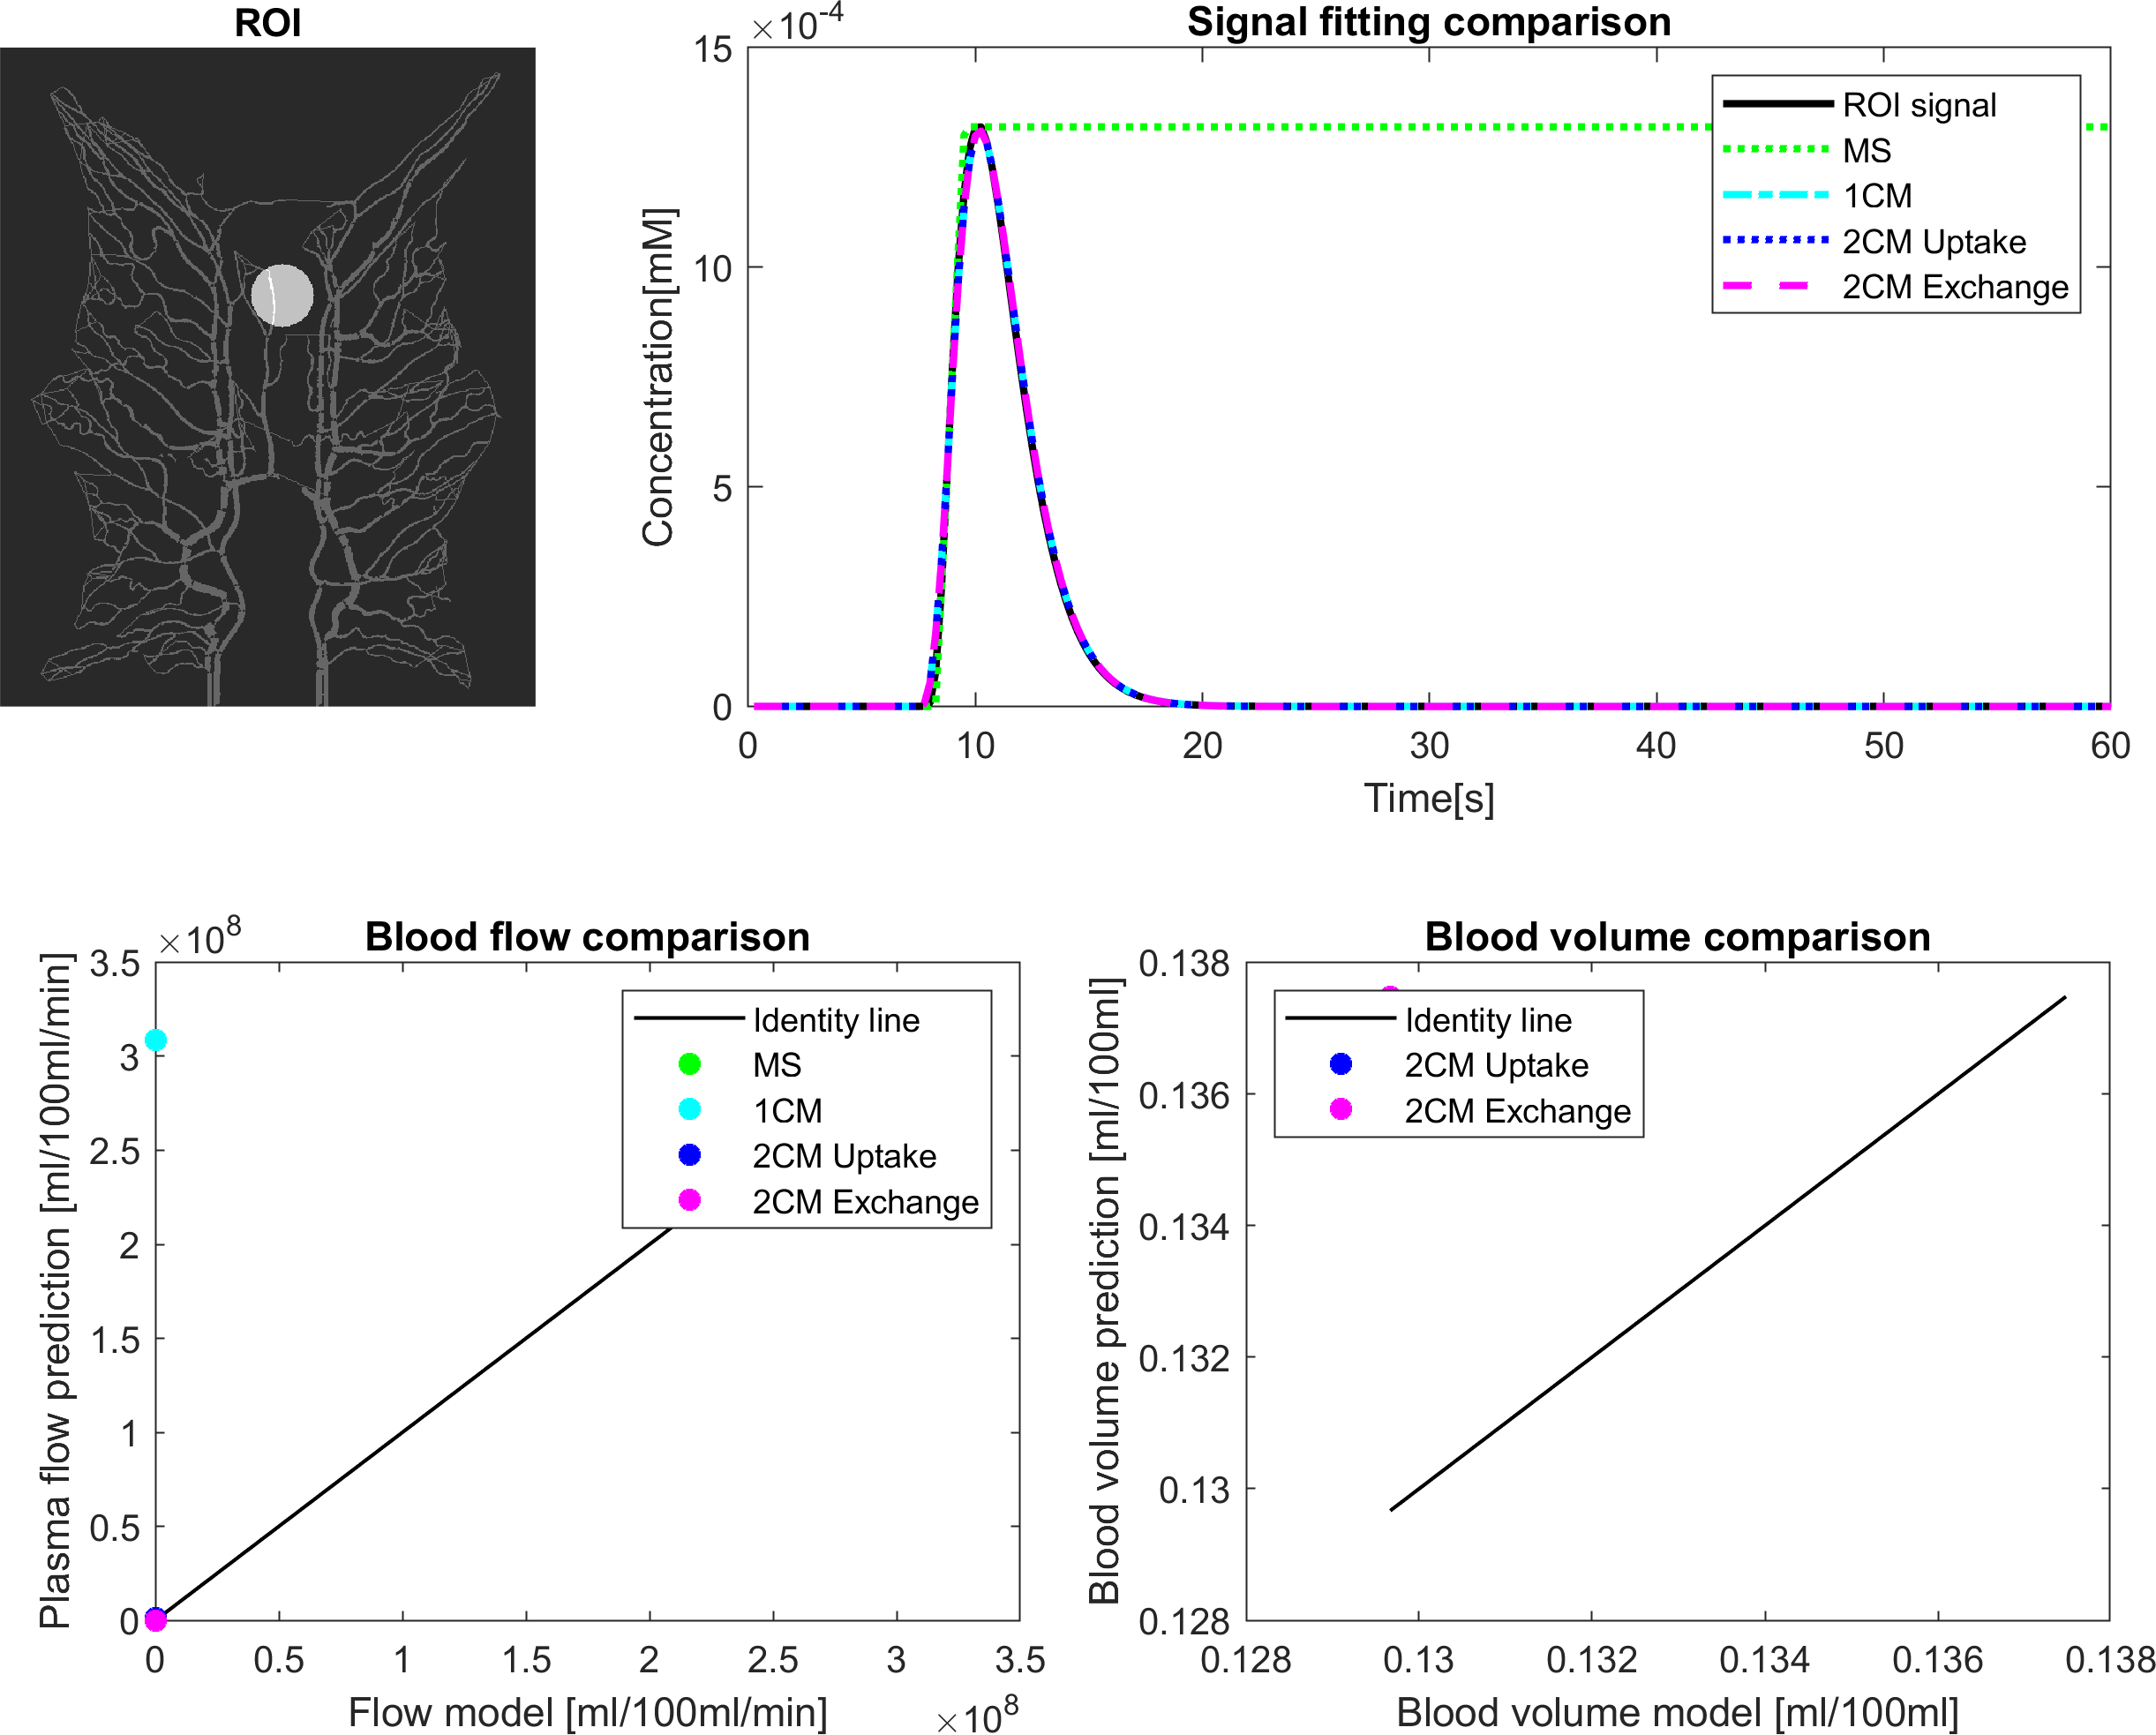 ROI
Signal fitting comparison
×10-4
15
10
5
0
0 10 20 30 40 50 60
Concentration[mM]
Time[s]
ROI signal
MS
1CM
2CM Uptake
2CM Exchange
Blood flow comparison
×108
3.5
3
2.5
2
1.5
1
0.5
0
0 0.5 1 1.5 2 2.5 3 3.5
×108
Plasma flow prediction [ml/100ml/min]
Flow model [ml/100ml/min]
Identity line
MS
1CM
2CM Uptake
2CM Exchange
Blood volume comparison
0.138
0.136
0.134
0.132
0.13
0.128
0.128 0.13 0.132 0.134 0.136 0.138
Blood volume prediction [ml/100ml]
Blood volume model [ml/100ml]
Identity line
2CM Uptake
2CM Exchange